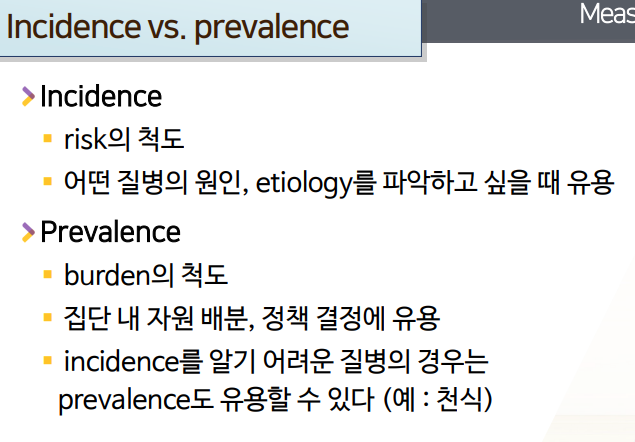 Meas
Incidence vs. prevalence
Incidence
risk의 척도
어떤 질병의 원인, etiology를 파악하고 싶을 때 유용
Prevalence
burden의 척도
집단 내 자원 배분, 정책 결정에 유용
incidence를 알기 어려운 질병의 경우는
prevalence도 유용할 수 있다 (예 : 천식)